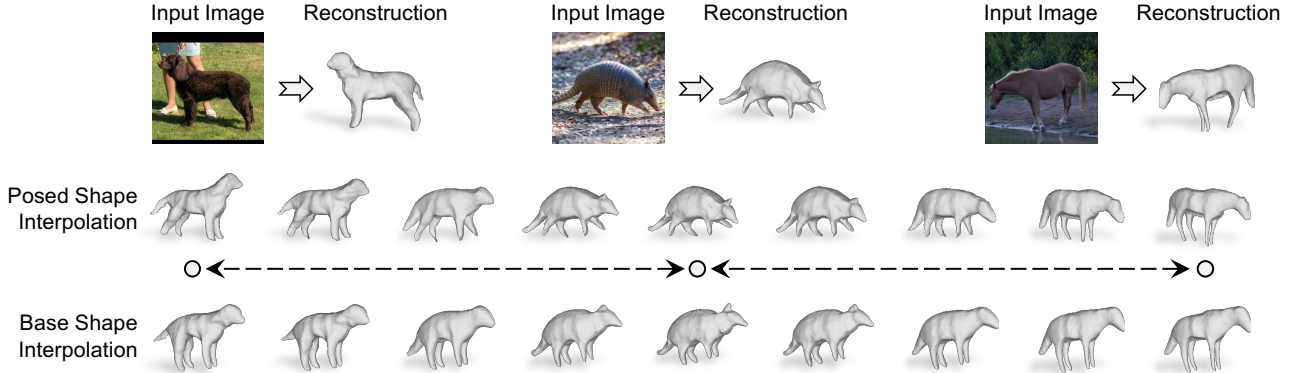 Input Image Reconstruction Input Image Reconstruction Input Image Reconstruction
Posed Shape
Interpolation
Base Shape
Interpolation